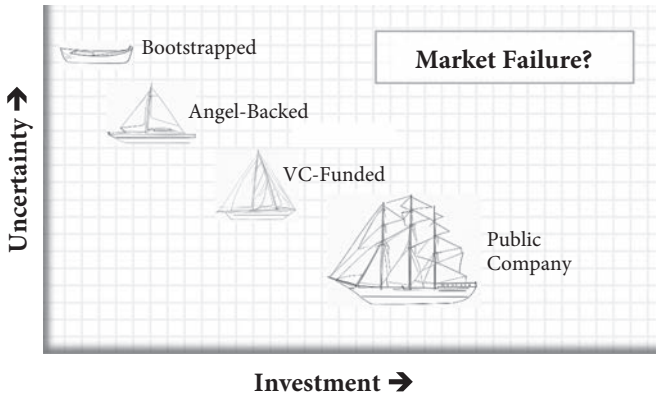 Bootstrapped
Market Failure?
Angel-Backed
VC-Funded
Public
Company
Uncertainty →
Investment →